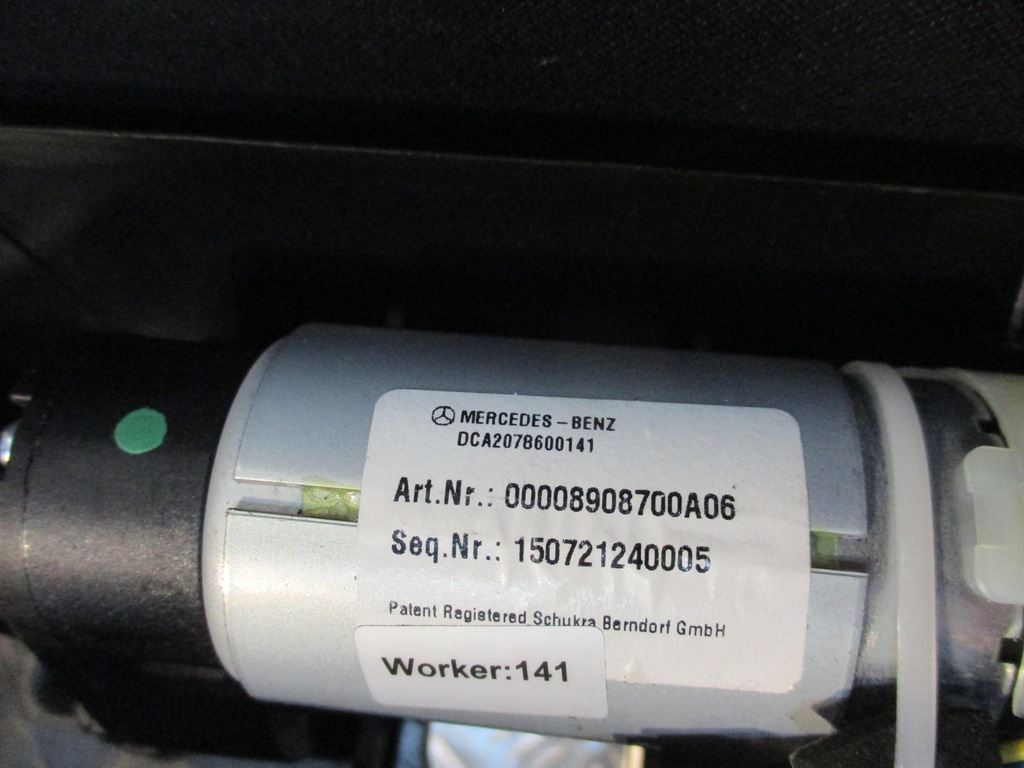 MERCEDES-BENZ
DCA2078600141
Art.Nr.: 00008908700A06
Seq.Nr.: 150721240005
Patent Registered Schukra Berndorf GmbH
Worker:141